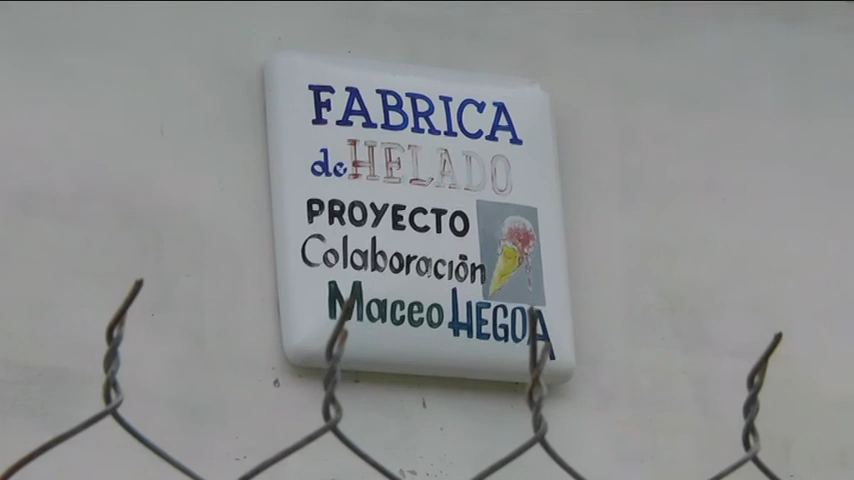 FABRICA
de HELADO
PROYECTO
Colaboración
Maceo HEGOA